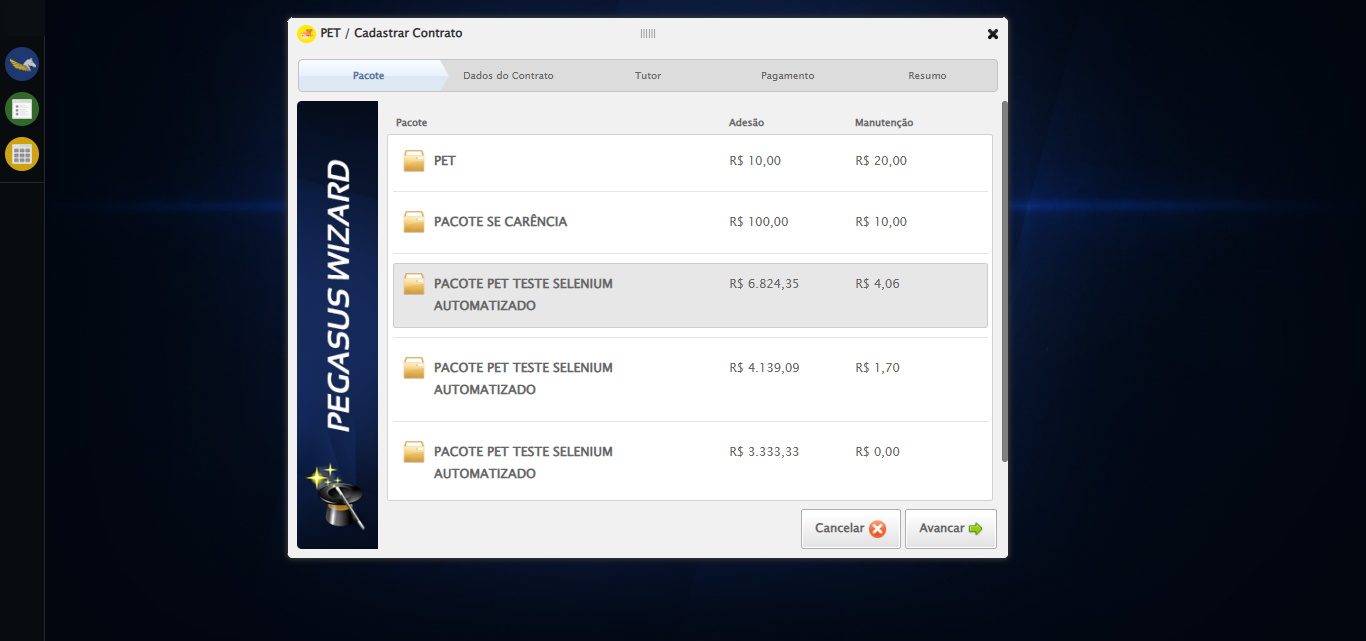 PET / Cadastrar Contrato
Pacote
Dados do Contrato
Tutor
Pagamento
Resumo
PEGASUS WIZARD
Pacote Adesão Manutenção
PET R$ 10,00 R$ 20,00
PACOTE SE CARÊNCIA R$ 100,00 R$ 10,00
PACOTE PET TESTE SELENIUM R$ 6.824,35 R$ 4,06
AUTOMATIZADO
PACOTE PET TESTE SELENIUM R$ 4.139,09 R$ 1,70
AUTOMATIZADO
PACOTE PET TESTE SELENIUM R$ 3.333,33 R$ 0,00
AUTOMATIZADO
Cancelar
Avancar